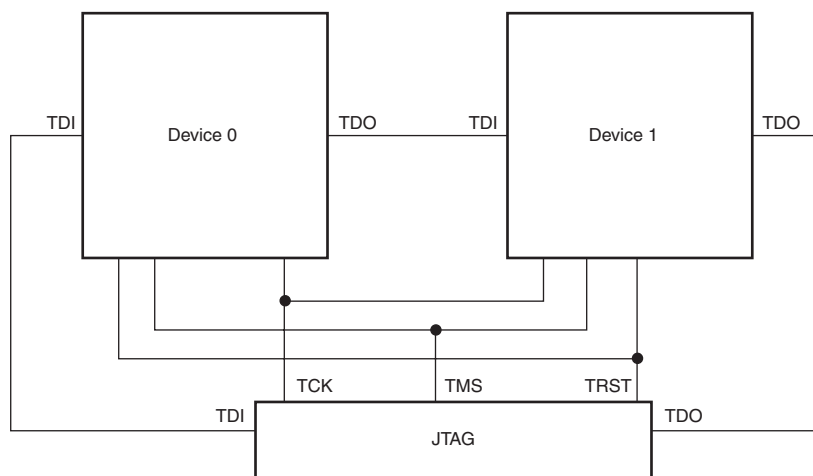 TDI
Device 0
TDO
TDI
Device 1
TDO
TCK
TMS
TRST
TDI
JTAG
TDO